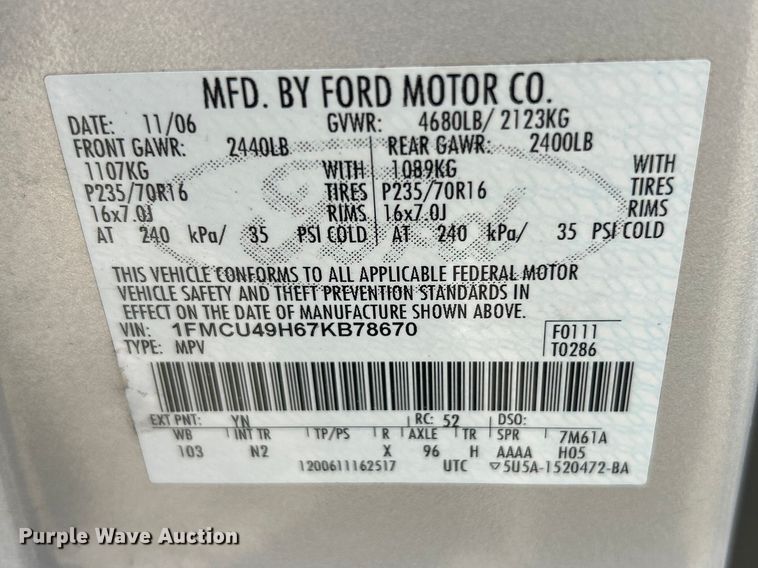 MFD. BY FORD MOTOR CO.
DATE: 11/06 GVWR: 4680LB/ 2123KG
FRONT GAWR: 2440LB REAR GAWR: 2400LB
1107KG WITH 1089KG WITH
P235/70R16 TIRES P235/70R16 TIRES
16x7.0J RIMS 16x7.0J RIMS
AT 240 kPa/ 35 PSI COLD AT 240 kPa/ 35 PSI COLD
Ford
THIS VEHICLE CONFORMS TO ALL APPLICABLE FEDERAL MOTOR
VEHICLE SAFETY AND THEFT PREVENTION STANDARDS IN
EFFECT ON THE DATE OF MANUFACTURE SHOWN ABOVE.
VIN: 1FMCU49H67KB78670 F0111
TYPE: MPV T0286
EXT PNT: YN RC: 52 DSO:
WB INT TR TP/PS R AXLE TR SPR 7M61A
103 N2 96 H AAAA H05
1200611162517 UTC ▽5U5A-1520472-BA
Purple Wave Auction